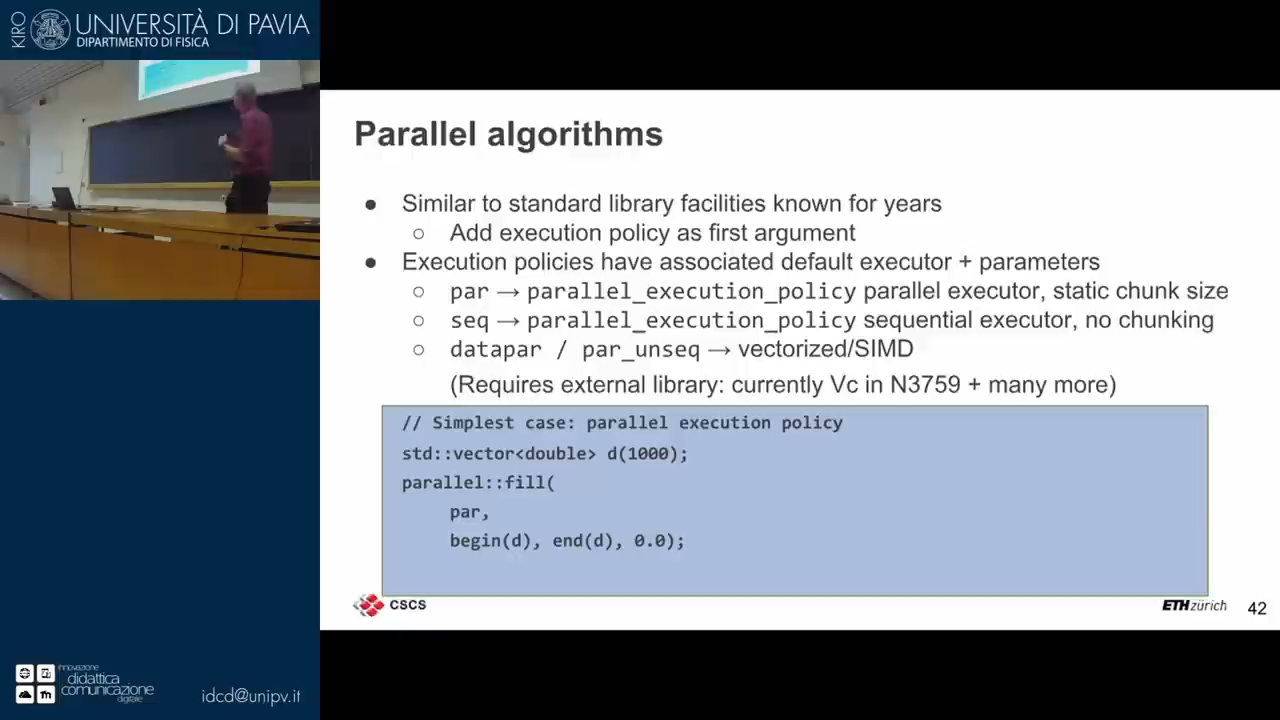 KIRO
UNIVERSITÀ DI PAVIA
DIPARTIMENTO DI FISICA
Parallel algorithms
● Similar to standard library facilities known for years
○ Add execution policy as first argument
● Execution policies have associated default executor + parameters
○ par → parallel_execution_policy parallel executor, static chunk size
○ seq → parallel_execution_policy sequential executor, no chunking
○ datapar / par_unseq → vectorized/SIMD
(Requires external library: currently Vc in N3759 + many more)
// Simplest case: parallel execution policy
std::vector<double> d(1000);
parallel::fill(
par,
begin(d), end(d), 0.0);
CSCS
ETH zürich
42
innovazione
didattica
comunicazione
digitale
idcd@unipv.it